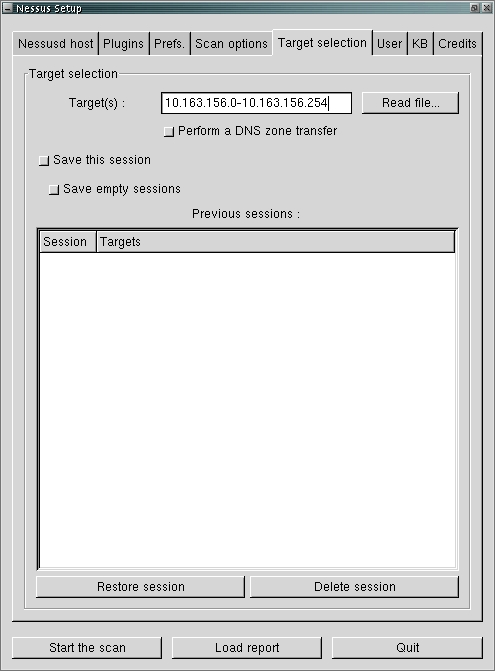 Nessus Setup
Nessusd host Plugins Prefs. Scan options Target selection User KB Credits
Target selection
Target(s) : 10.163.156.0-10.163.156.254 Read file...
Perform a DNS zone transfer
Save this session
Save empty sessions
Previous sessions :
Session Targets
Restore session Delete session
Start the scan Load report Quit